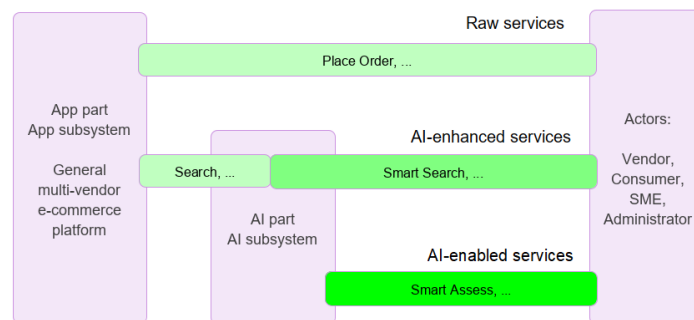 Raw services
Place Order, ...
App part
App subsystem
General
multi-vendor
e-commerce
platform
AI-enhanced services
Search, ...
Smart Search, ...
AI part
AI subsystem
AI-enabled services
Smart Assess, ...
Actors:
Vendor,
Consumer,
SME,
Administrator